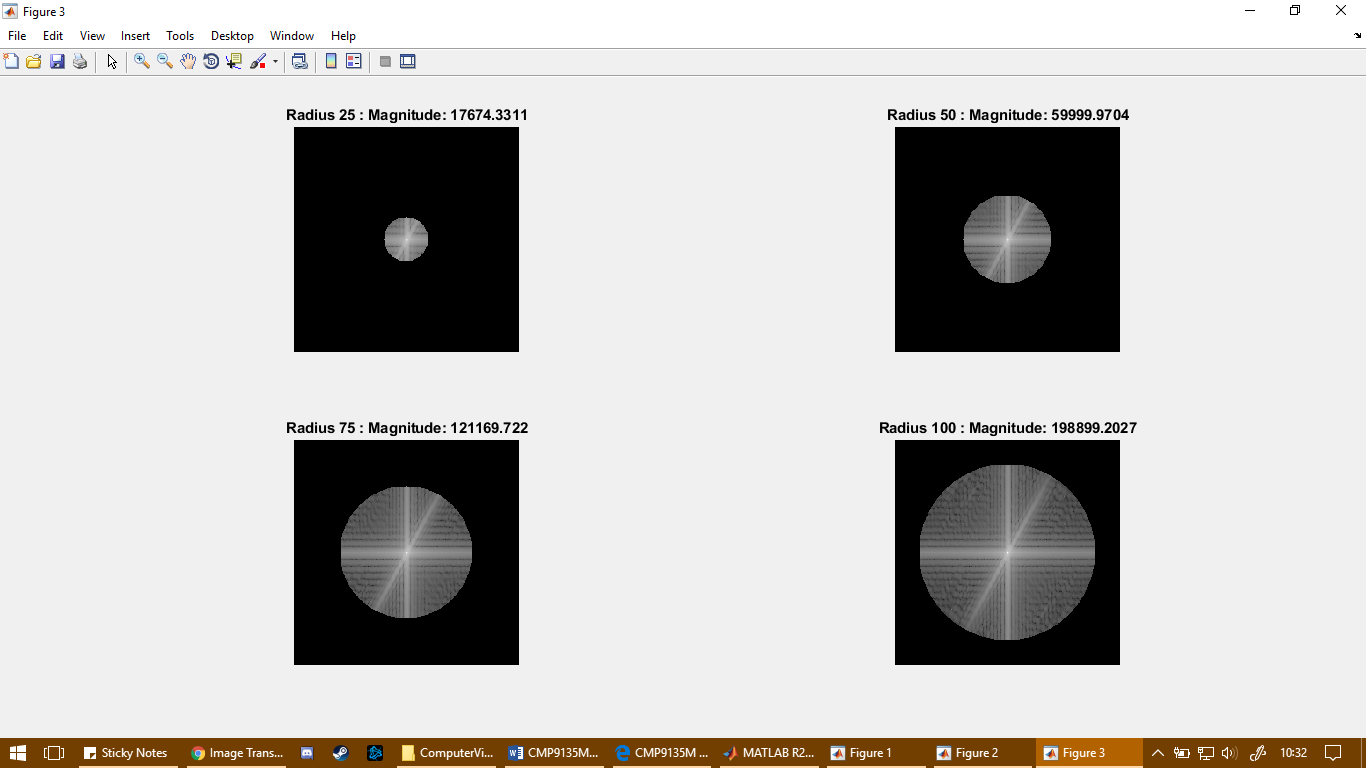 Figure 3
File Edit View Insert Tools Desktop Window Help
Radius 25 : Magnitude: 17674.3311
Radius 50 : Magnitude: 59999.9704
Radius 75 : Magnitude: 121169.722
Radius 100 : Magnitude: 198899.2027
Sticky Notes Image Trans... ComputerVi... CMP9135M... CMP9135M ... MATLAB R2... Figure 1 Figure 2 Figure 3 10:32